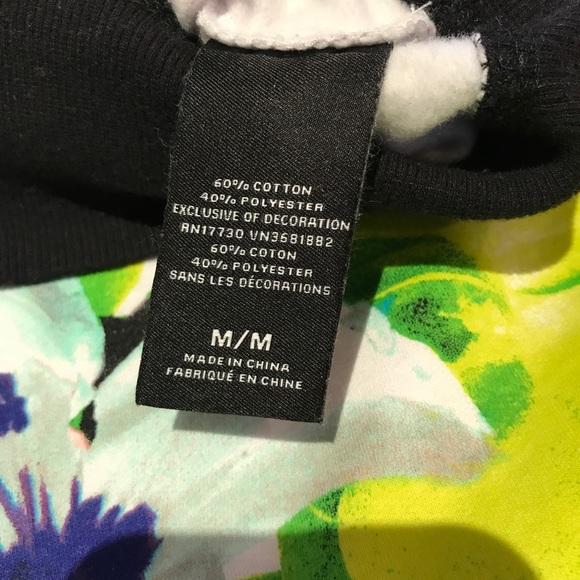 60% COTTON
40% POLYESTER
EXCLUSIVE OF DECORATION
RN17730 VN3681882
60% COTON
40% POLYESTER
SANS LES DÉCORATIONS
M/M
MADE IN CHINA
FABRIQUÉ EN CHINE